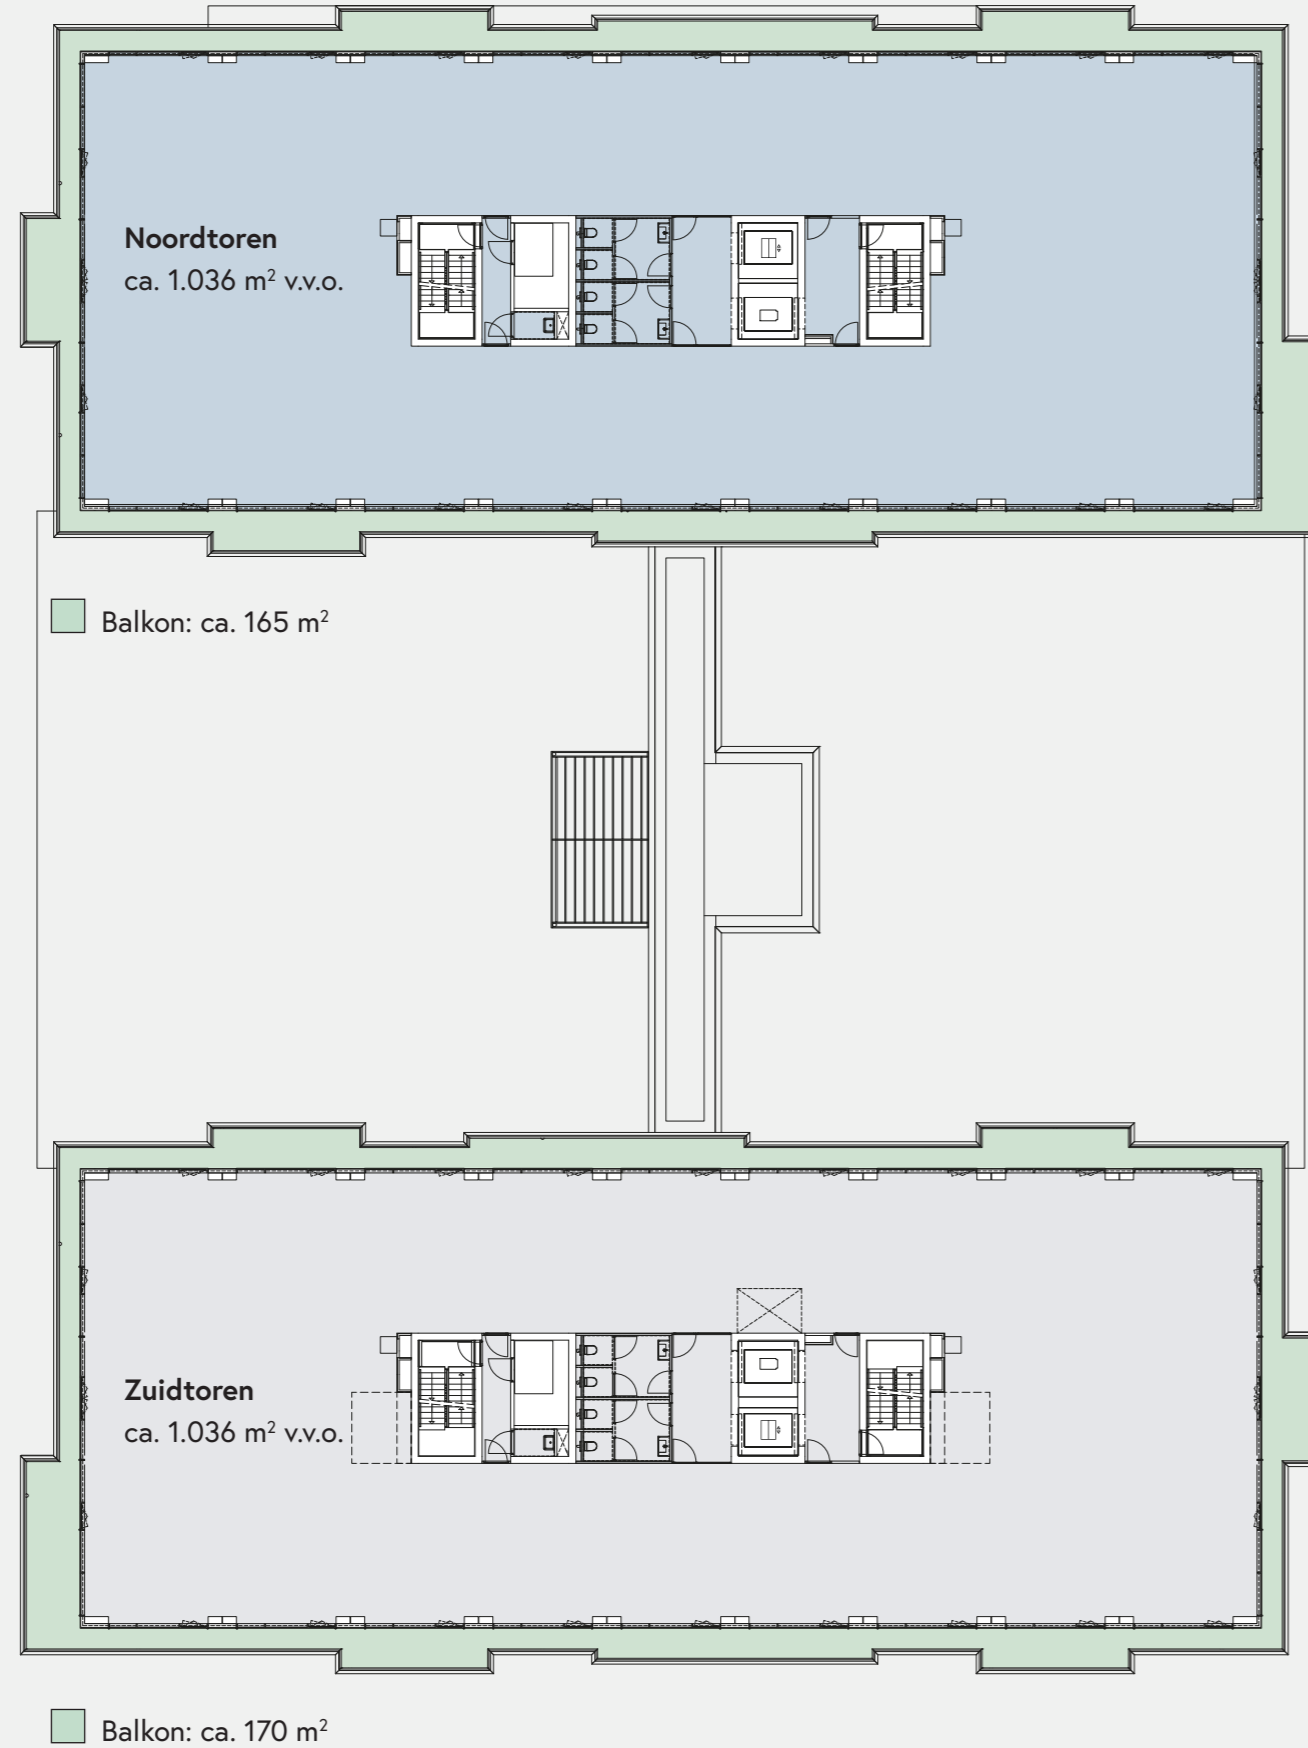 Noordtoren
ca. 1.036 m² v.v.o.
Balkon: ca. 165 m²
Zuidtoren
ca. 1.036 m² v.v.o.
Balkon: ca. 170 m²